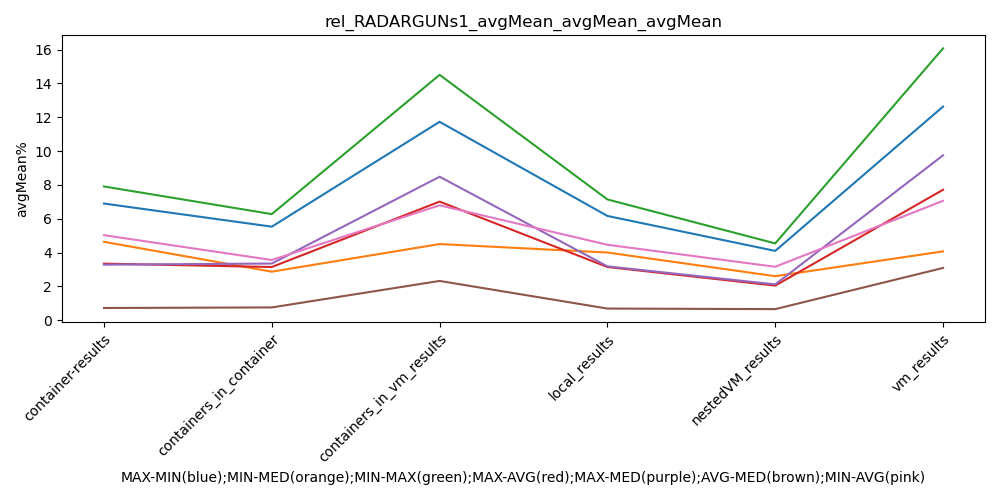 rel_RADARGUNs1_avgMean_avgMean_avgMean
avgMean%
16
14
12
10
8
6
4
2
0
container-results
containers_in_container
containers_in_vm_results
local_results
nestedVM_results
vm_results
MAX-MIN(blue);MIN-MED(orange);MIN-MAX(green);MAX-AVG(red);MAX-MED(purple);AVG-MED(brown);MIN-AVG(pink)